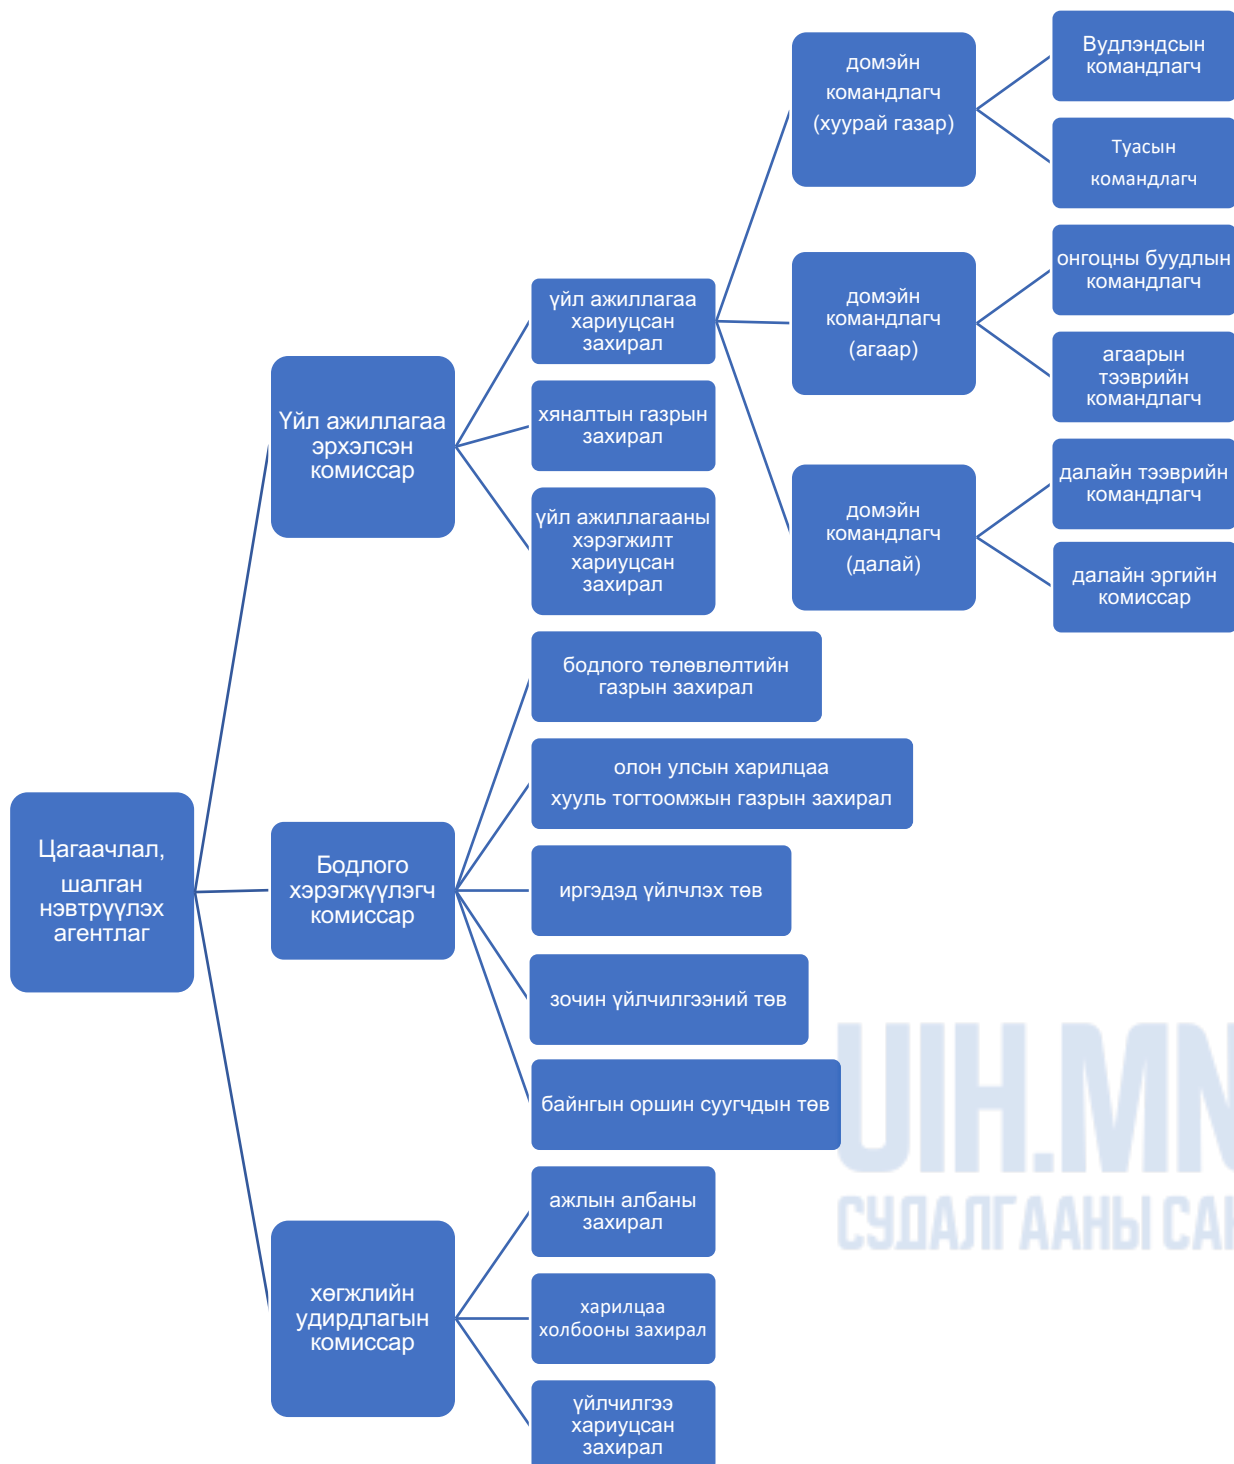 Цагаачлал,
шалган
нэвтрүүлэх
агентлаг
Үйл ажиллагаа
эрхэлсэн
комиссар
үйл ажиллагаа
хариуцсан
захирал
домэйн
командлагч
(хуурай газар)
Вудлэндсын
командлагч
Туасын
командлагч
домэйн
командлагч
(агаар)
онгоцны буудлын
командлагч
агаарын
тээврийн
командлагч
домэйн
командлагч
(далай)
далайн тээврийн
командлагч
далайн эргийн
комиссар
хяналтын газрын
захирал
үйл ажиллагааны
хэрэгжилт
хариуцсан
захирал
Бодлого
хэрэгжүүлэгч
комиссар
бодлого төлөвлөлтийн
газрын захирал
олон улсын харилцаа
хууль тогтоомжын газрын захирал
иргэдэд үйлчлэх төв
зочин үйлчилгээний төв
байнгын оршин суугчдын төв
хөгжлийн
удирдлагын
комиссар
ажлын албаны
захирал
харилцаа
холбооны захирал
үйлчилгээ
хариуцсан
захирал
UIH.MN
СУДАЛГААНЫ